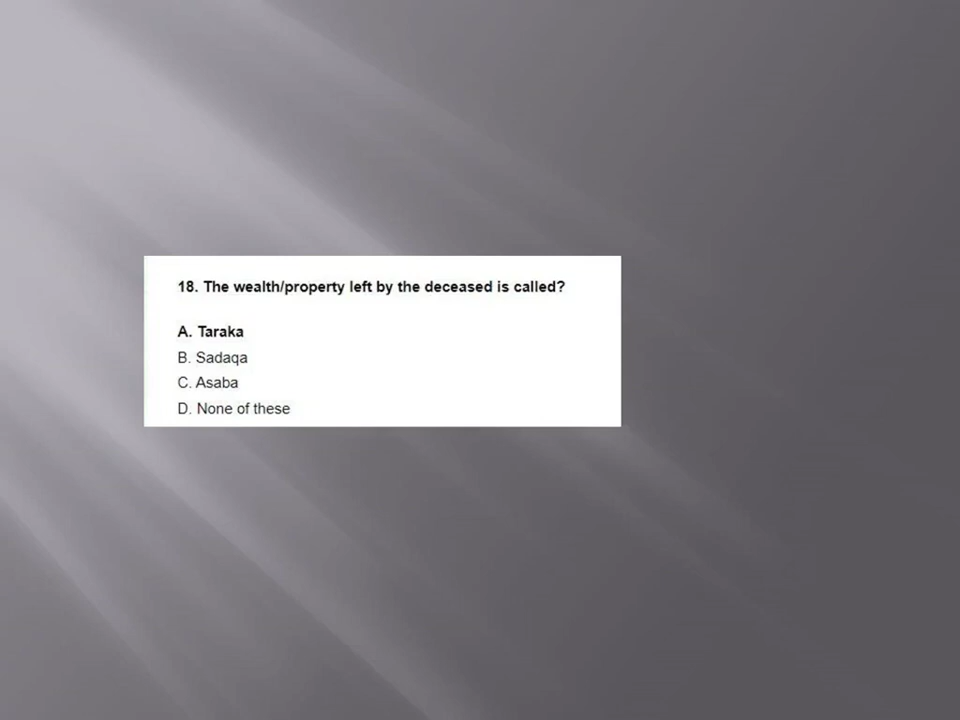 18. The wealth/property left by the deceased is called?
A. Taraka
B. Sadaqa
C. Asaba
D. None of these